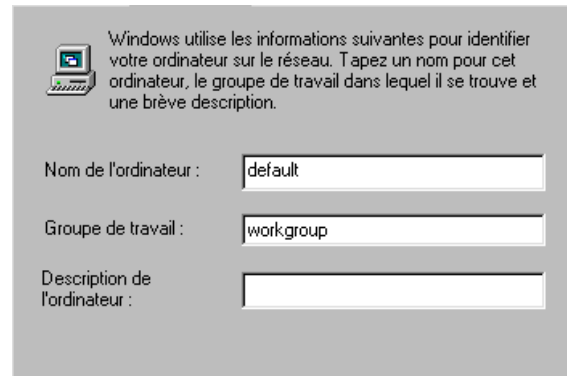 Windows utilise les informations suivantes pour identifier
votre ordinateur sur le réseau. Tapez un nom pour cet
ordinateur, le groupe de travail dans lequel il se trouve et
une brève description.
Nom de l'ordinateur :
default
Groupe de travail :
workgroup
Description de
l'ordinateur :